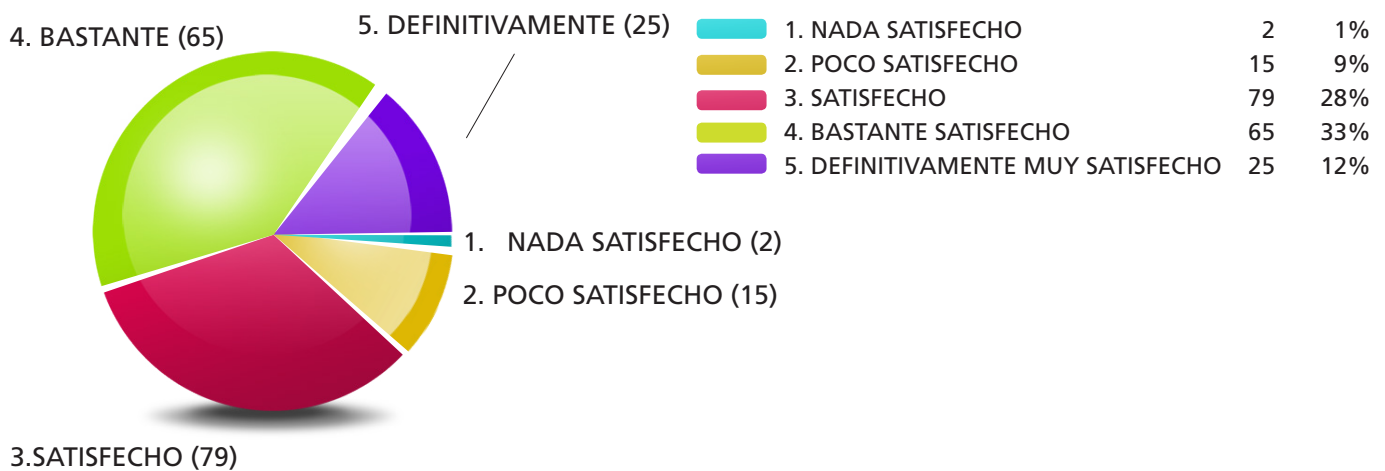 4. BASTANTE (65)
5. DEFINITIVAMENTE (25)
1. NADA SATISFECHO (2)
2. POCO SATISFECHO (15)
3.SATISFECHO (79)
1. NADA SATISFECHO 2 1%
2. POCO SATISFECHO 15 9%
3. SATISFECHO 79 28%
4. BASTANTE SATISFECHO 65 33%
5. DEFINITIVAMENTE MUY SATISFECHO 25 12%